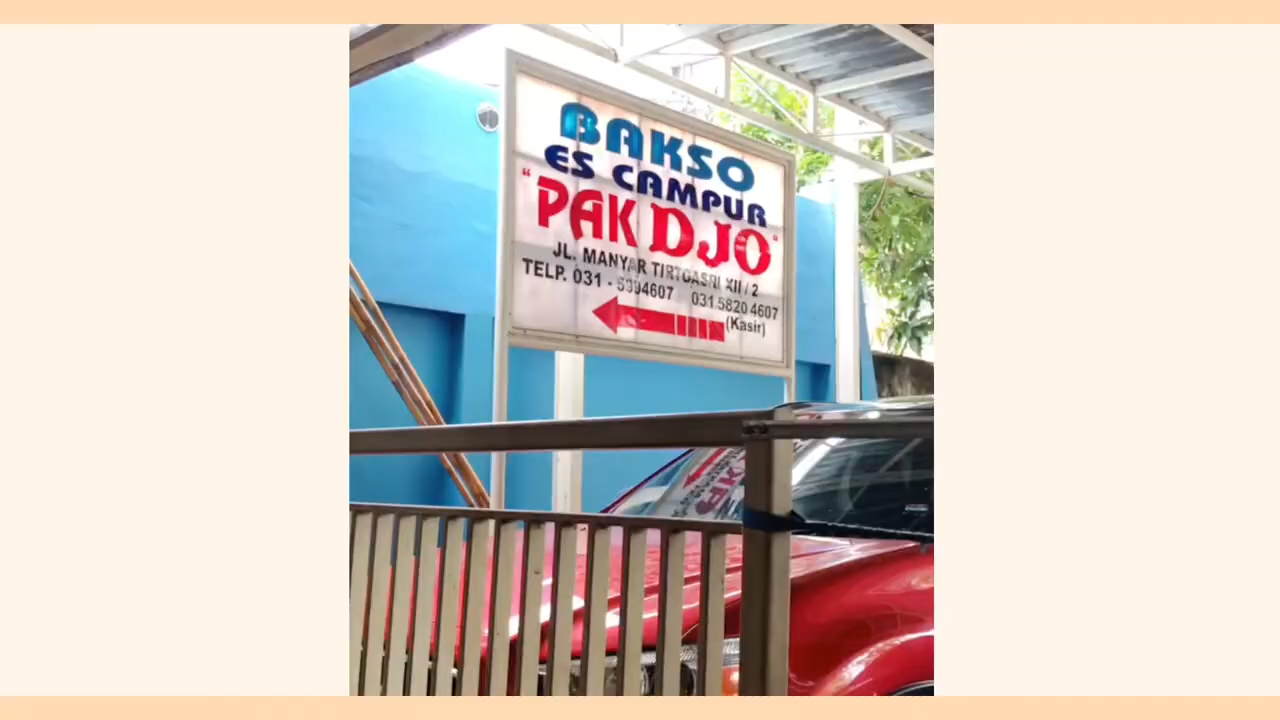 BAKSO
ES CAMPUR
"PAK DJO"
JL. MANYAR TIRTOASRI XII / 2
TELP. 031 - 5994607 031 5820 4607
(Kasir)